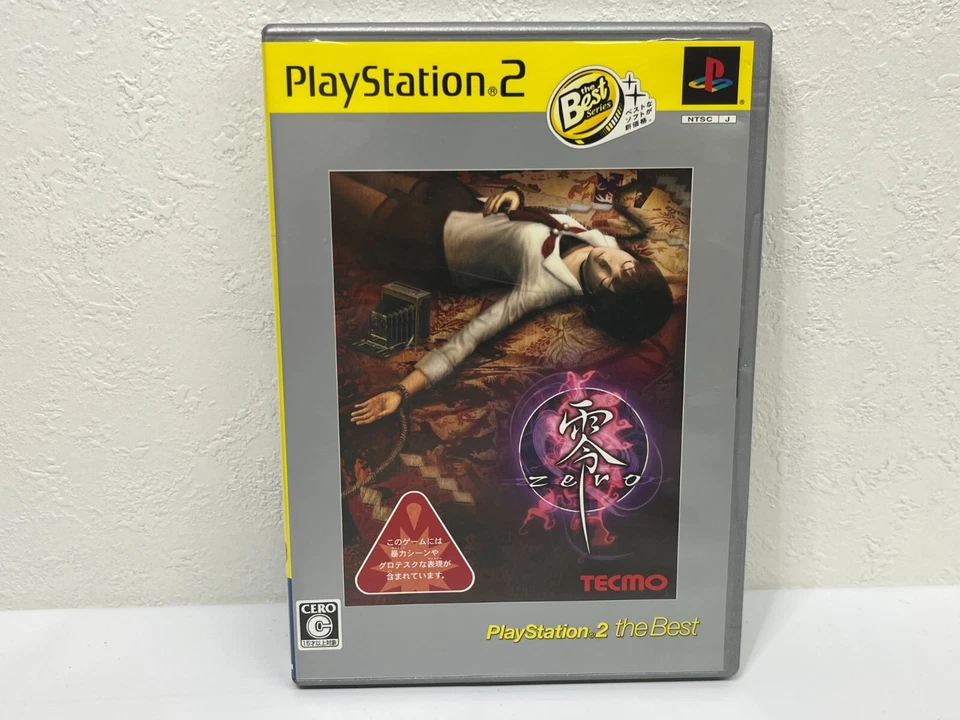 PlayStation®2
the Best Series
ベストな
ソフトが
新価格。
NTSC J
零
zero
このゲームには
暴力シーンや
グロテスクな表現が
含まれています。
TECMO
CERO
C
15才以上対象
PlayStation®2 the Best